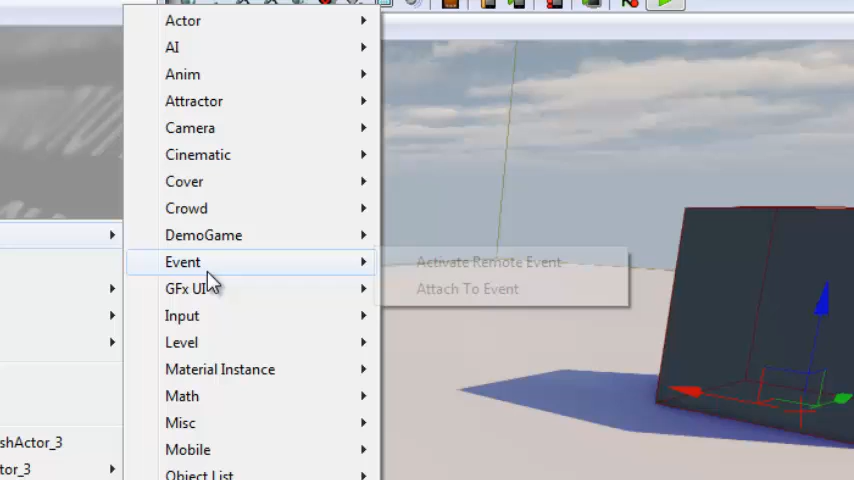 Actor
AI
Anim
Attractor
Camera
Cinematic
Cover
Crowd
DemoGame
Event
Activate Remote Event
Attach To Event
GFx UI
Input
Level
Material Instance
Math
Misc
shActor_3
Mobile
tor_3
Object List